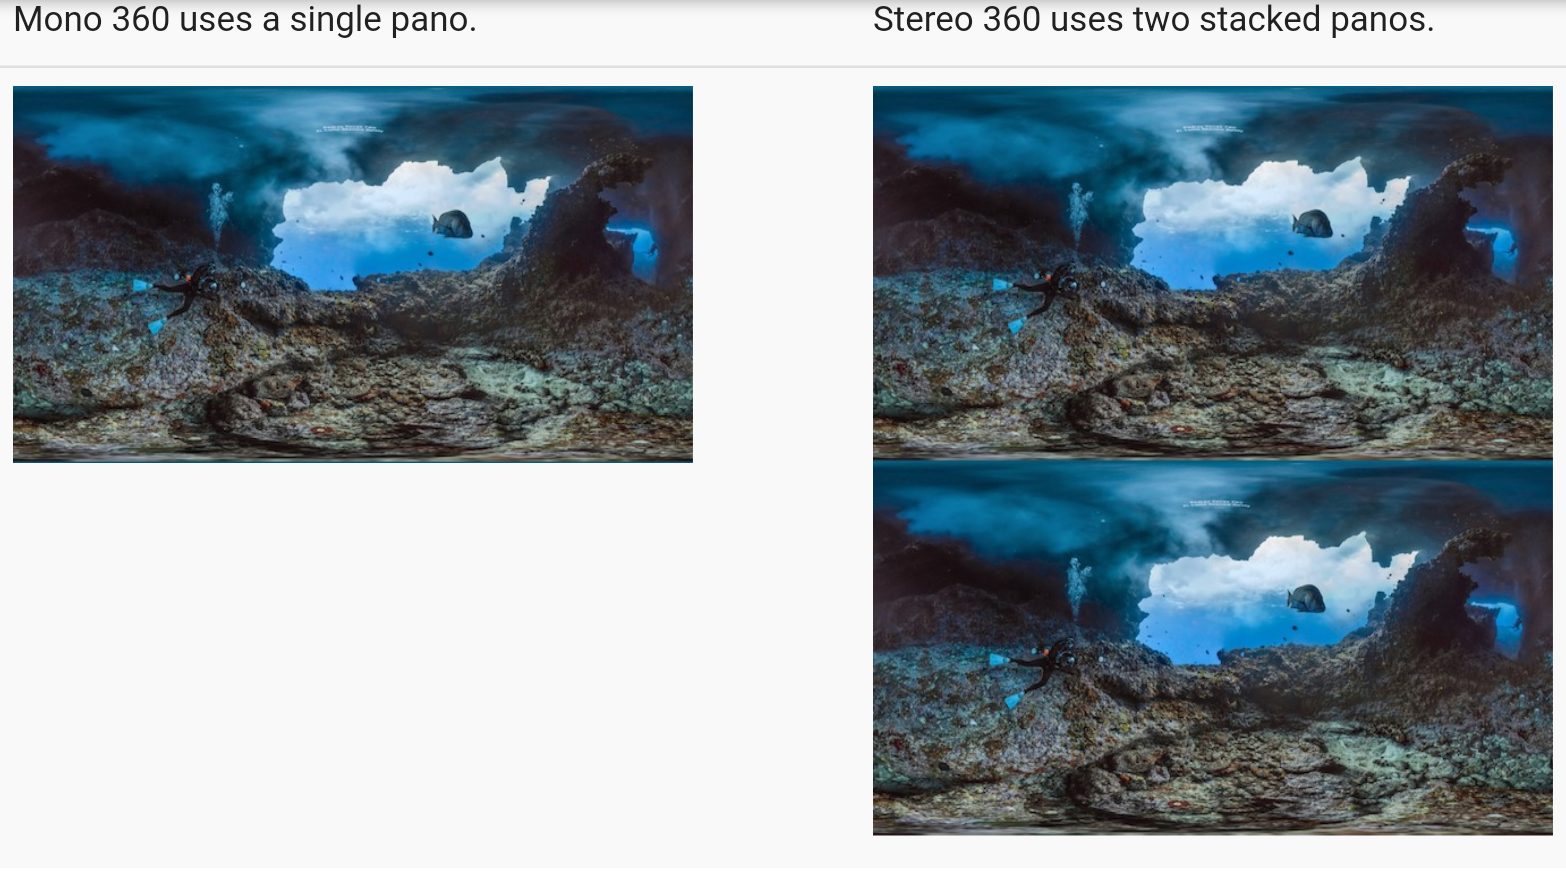 Mono 360 uses a single pano.
Stereo 360 uses two stacked panos.